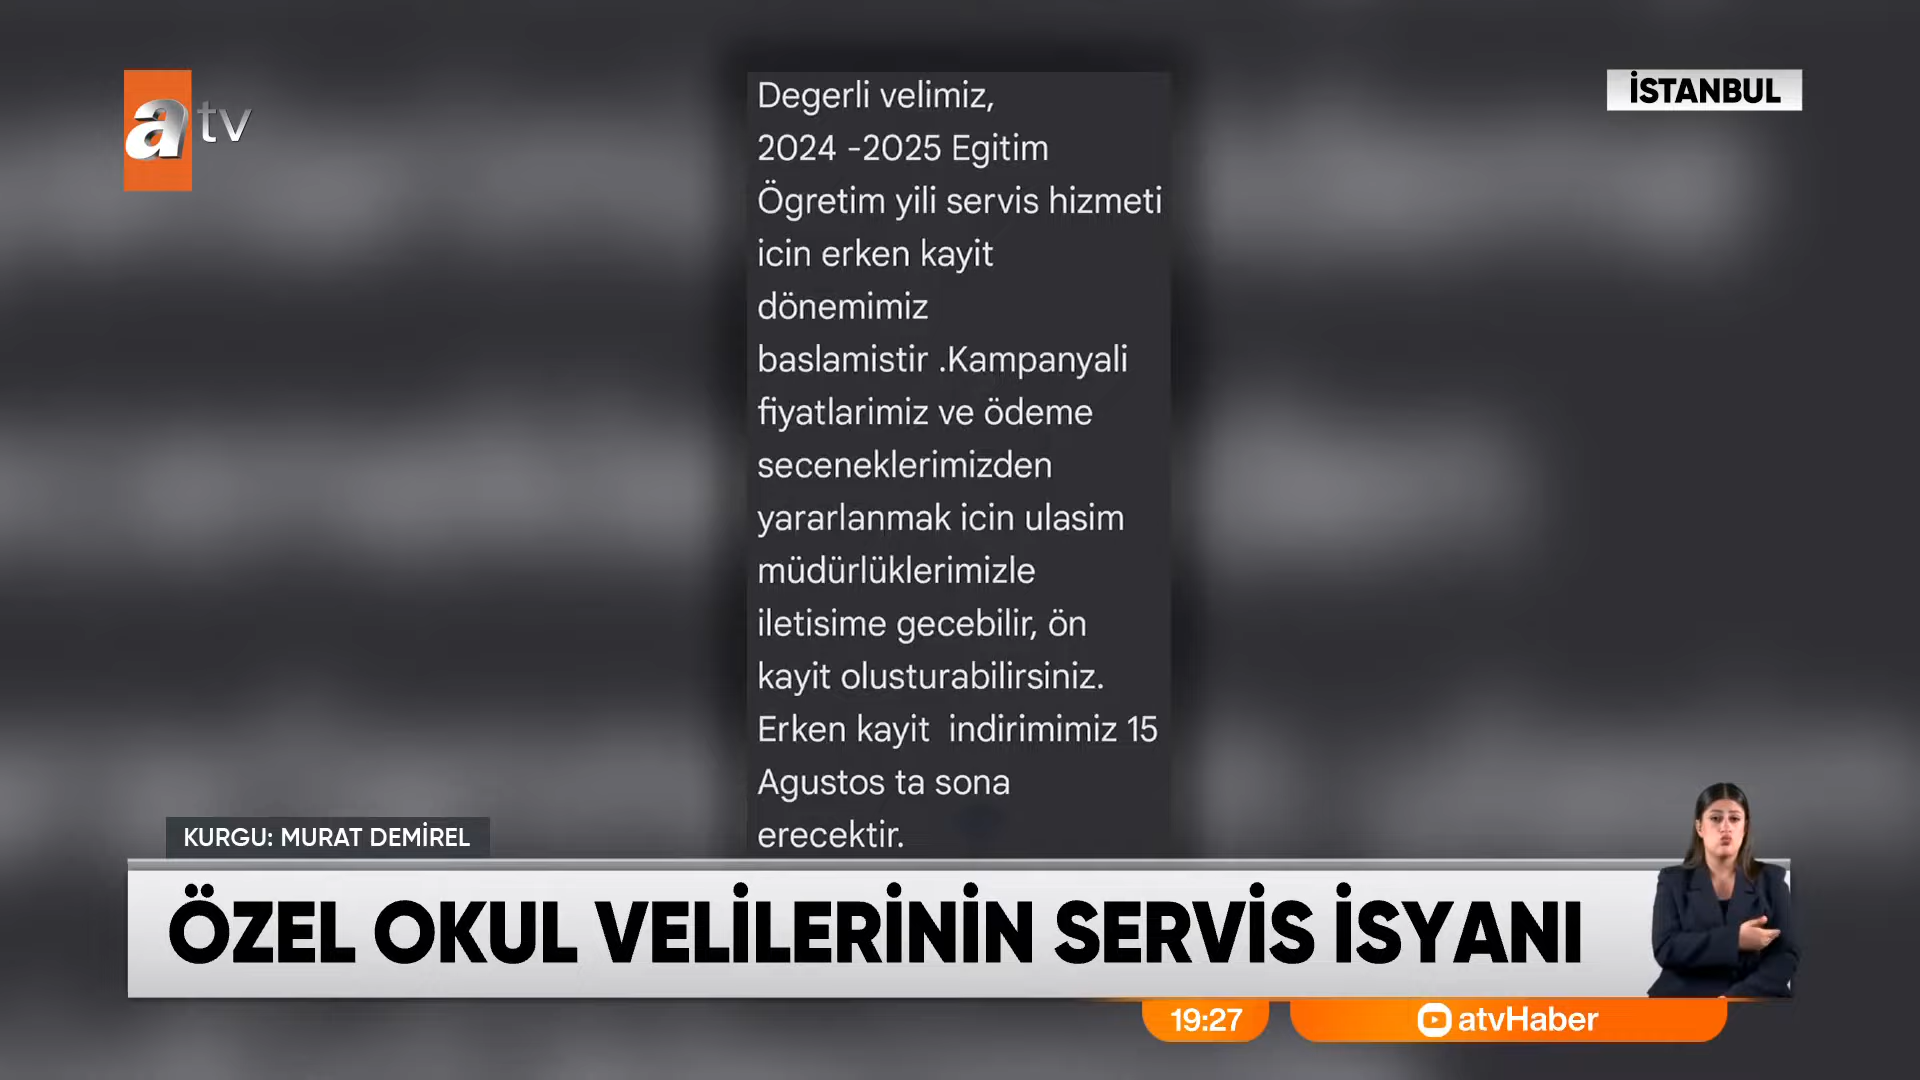 a tv
İSTANBUL
Degerli velimiz,
2024 -2025 Egitim
Ögretim yili servis hizmeti
icin erken kayit
dönemimiz
baslamistir .Kampanyali
fiyatlarimiz ve ödeme
seceneklerimizden
yararlanmak icin ulasim
müdürlüklerimizle
iletisime gecebilir, ön
kayit olusturabilirsiniz.
Erken kayit  indirimimiz 15
Agustos ta sona
erecektir.
KURGU: MURAT DEMİREL
ÖZEL OKUL VELİLERİNİN SERVİS İSYANI
19:27
atvHaber